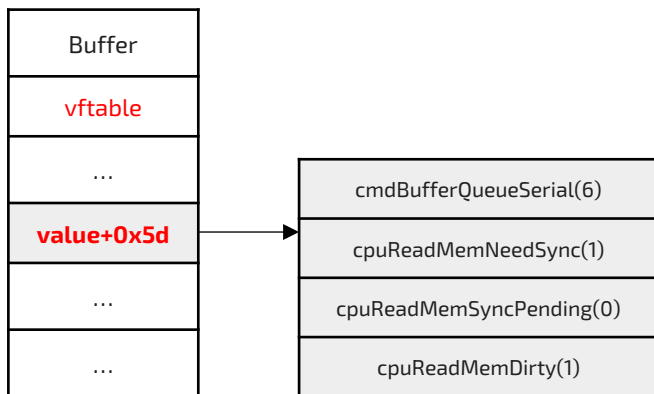 Buffer
vftable
...
value+0x5d
...
...
cmdBufferQueueSerial(6)
cpuReadMemNeedSync(1)
cpuReadMemSyncPending(0)
cpuReadMemDirty(1)